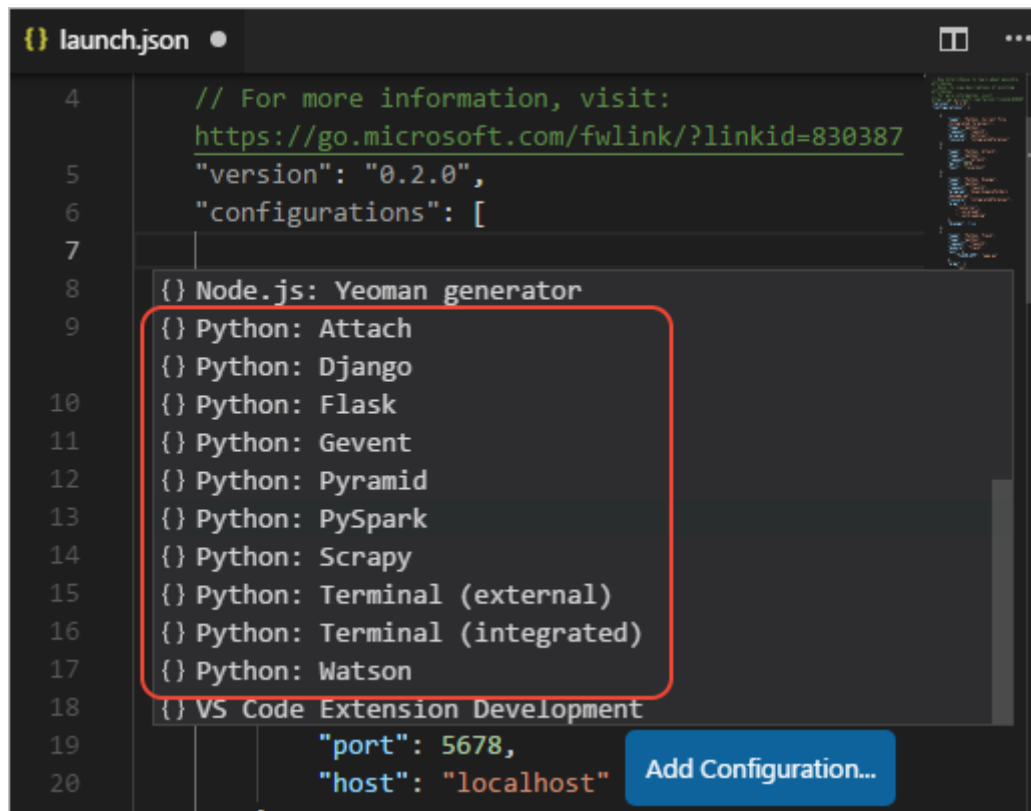 {} launch.json ●
4 // For more information, visit:
https://go.microsoft.com/fwlink/?linkid=830387
5 "version": "0.2.0",
6 "configurations": [
7
8 {} Node.js: Yeoman generator
9 {} Python: Attach
{} Python: Django
10 {} Python: Flask
11 {} Python: Gevent
12 {} Python: Pyramid
13 {} Python: PySpark
14 {} Python: Scrapy
15 {} Python: Terminal (external)
16 {} Python: Terminal (integrated)
17 {} Python: Watson
18 {} VS Code Extension Development
19 "port": 5678,
20 "host": "localhost"
Add Configuration...